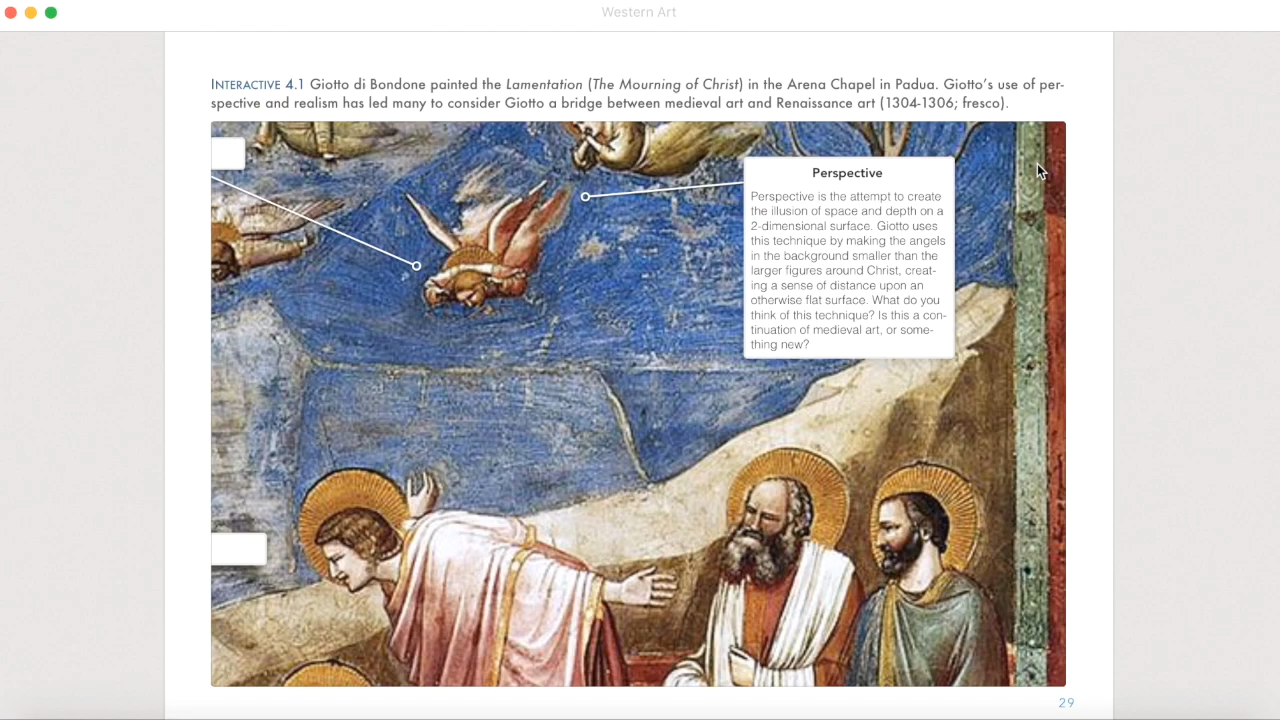 Western Art
INTERACTIVE 4.1 Giotto di Bondone painted the Lamentation (The Mourning of Christ) in the Arena Chapel in Padua. Giotto's use of per-
spective and realism has led many to consider Giotto a bridge between medieval art and Renaissance art (1304-1306; fresco).
Perspective
Perspective is the attempt to create
the illusion of space and depth on a
2-dimensional surface. Giotto uses
this technique by making the angels
in the background smaller than the
larger figures around Christ, creat-
ing a sense of distance upon an
otherwise flat surface. What do you
think of this technique? Is this a con-
tinuation of medieval art, or some-
thing new?
29